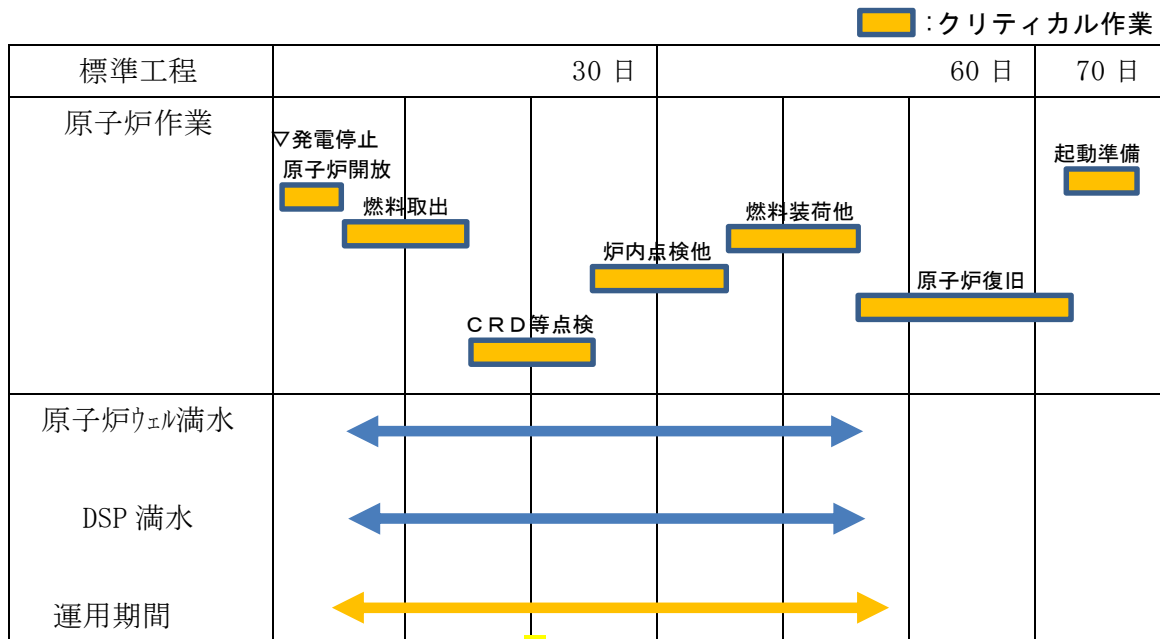 ：クリティカル作業
標準工程
30 日
60 日
70 日
原子炉作業
▽発電停止
原子炉開放
燃料取出
ＣＲＤ等点検
炉内点検他
燃料装荷他
原子炉復旧
起動準備
原子炉ｳｪﾙ満水
DSP 満水
運用期間